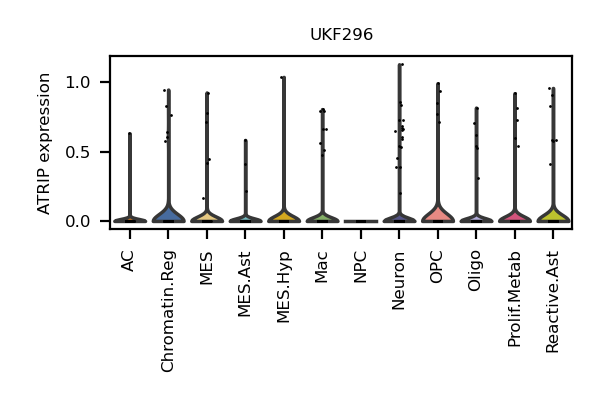 UKF296
ATRIP expression
1.0
0.5
0.0
AC
Chromatin.Reg
MES
MES.Ast
MES.Hyp
Mac
NPC
Neuron
OPC
Oligo
Prolif.Metab
Reactive.Ast